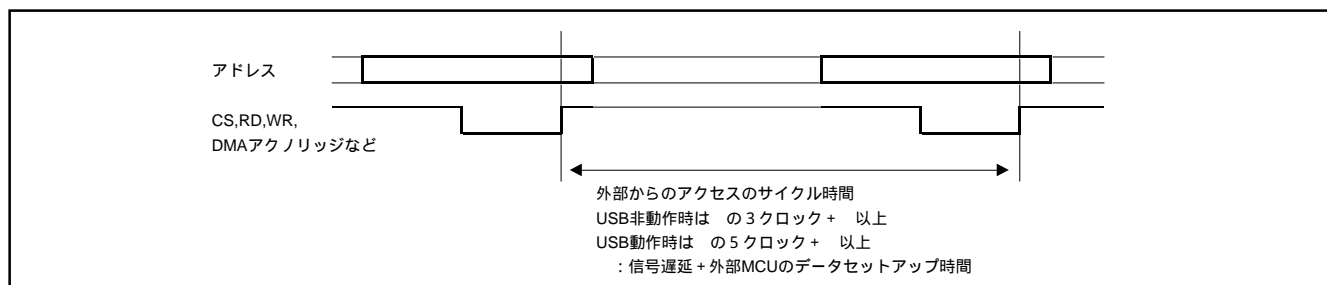 アドレス
CS,RD,WR,
DMAアクノリッジなど
外部からのアクセスのサイクル時間
USB非動作時は　の３クロック＋　以上
USB動作時は　の５クロック＋　以上
：信号遅延＋外部MCUのデータセットアップ時間